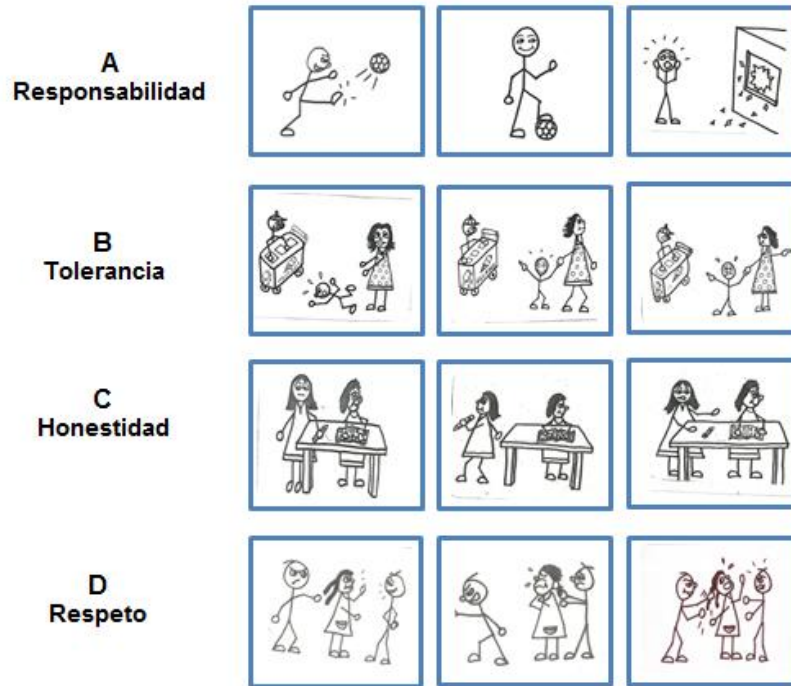 A
Responsabilidad
B
Tolerancia
C
Honestidad
D
Respeto